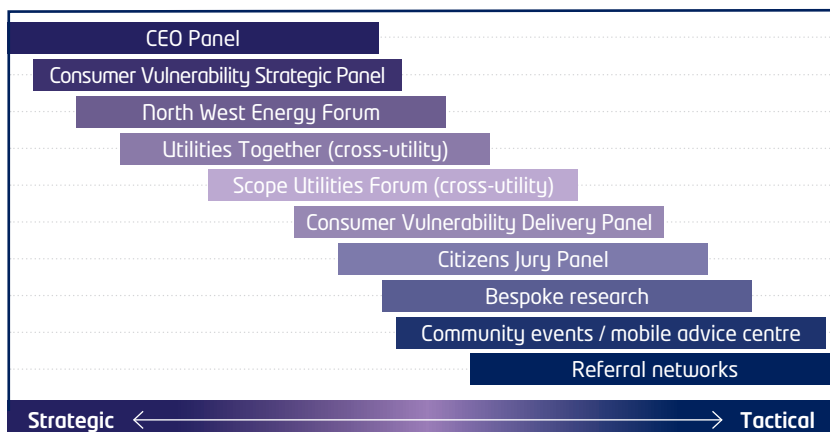 CEO Panel
Consumer Vulnerability Strategic Panel
North West Energy Forum
Utilities Together (cross-utility)
Scope Utilities Forum (cross-utility)
Consumer Vulnerability Delivery Panel
Citizens Jury Panel
Bespoke research
Community events / mobile advice centre
Referral networks
Strategic Tactical